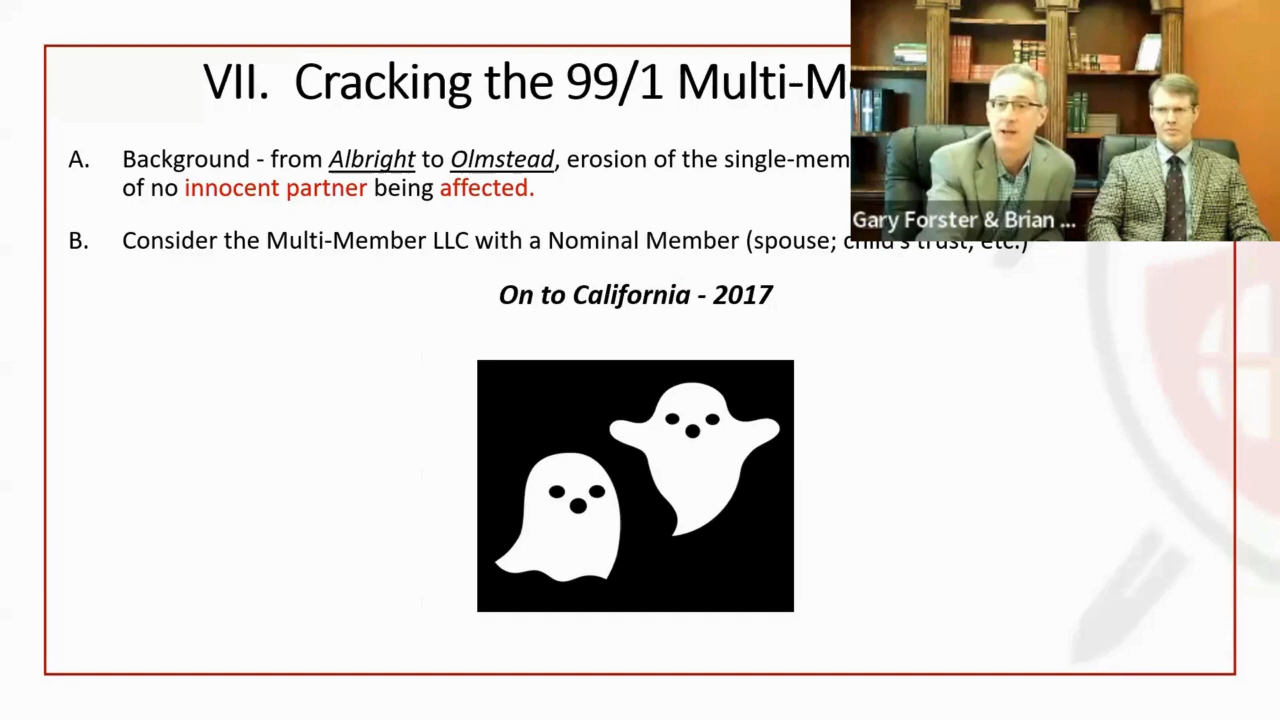 VII. Cracking the 99/1 Multi-M
A. Background - from Albright to Olmstead, erosion of the single-mem
of no innocent partner being affected.
B. Consider the Multi-Member LLC with a Nominal Member (spouse; child's trust, etc.)
On to California - 2017
Gary Forster & Brian ...